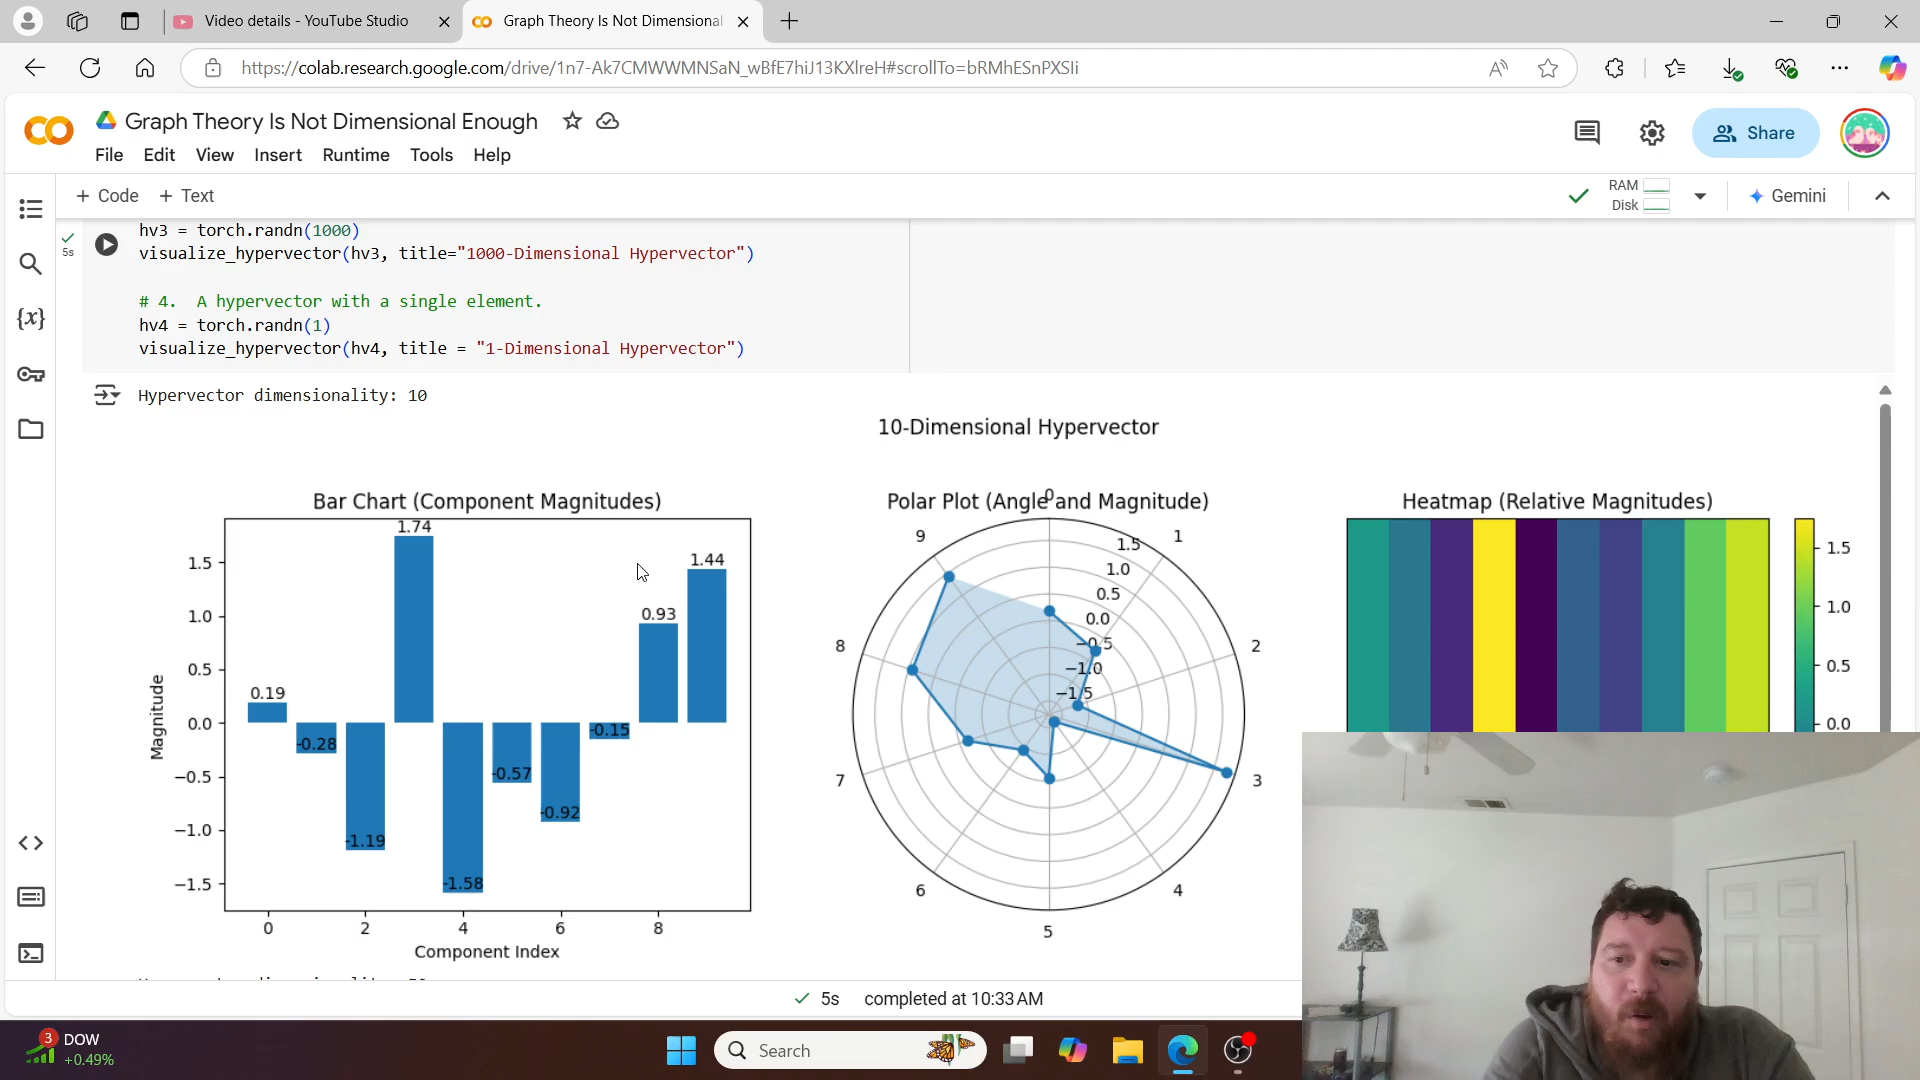 Video details - YouTube Studio
Graph Theory Is Not Dimensional
https://colab.research.google.com/drive/1n7-Ak7CMWWMNSaN_wBfE7hiJ13KXlreH#scrollTo=bRMhESnPXSIi
Graph Theory Is Not Dimensional Enough
File Edit View Insert Runtime Tools Help
Share
+ Code + Text
RAM
Disk
Gemini
5s
hv3 = torch.randn(1000)
visualize_hypervector(hv3, title="1000-Dimensional Hypervector")
# 4.  A hypervector with a single element.
hv4 = torch.randn(1)
visualize_hypervector(hv4, title = "1-Dimensional Hypervector")
Hypervector dimensionality: 10
10-Dimensional Hypervector
Bar Chart (Component Magnitudes)
1.5
1.0
0.5
0.0
−0.5
−1.0
−1.5
Magnitude
0.19
-0.28
-1.19
1.74
-1.58
-0.57
-0.92
-0.15
0.93
1.44
0 2 4 6 8
Component Index
Polar Plot (Angle and Magnitude)
0
1
2
3
4
5
6
7
8
9
1.5
1.0
0.5
0.0
−0.5
−1.0
−1.5
Heatmap (Relative Magnitudes)
1.5
1.0
0.5
0.0
5s completed at 10:33 AM
3
DOW
+0.49%
Search